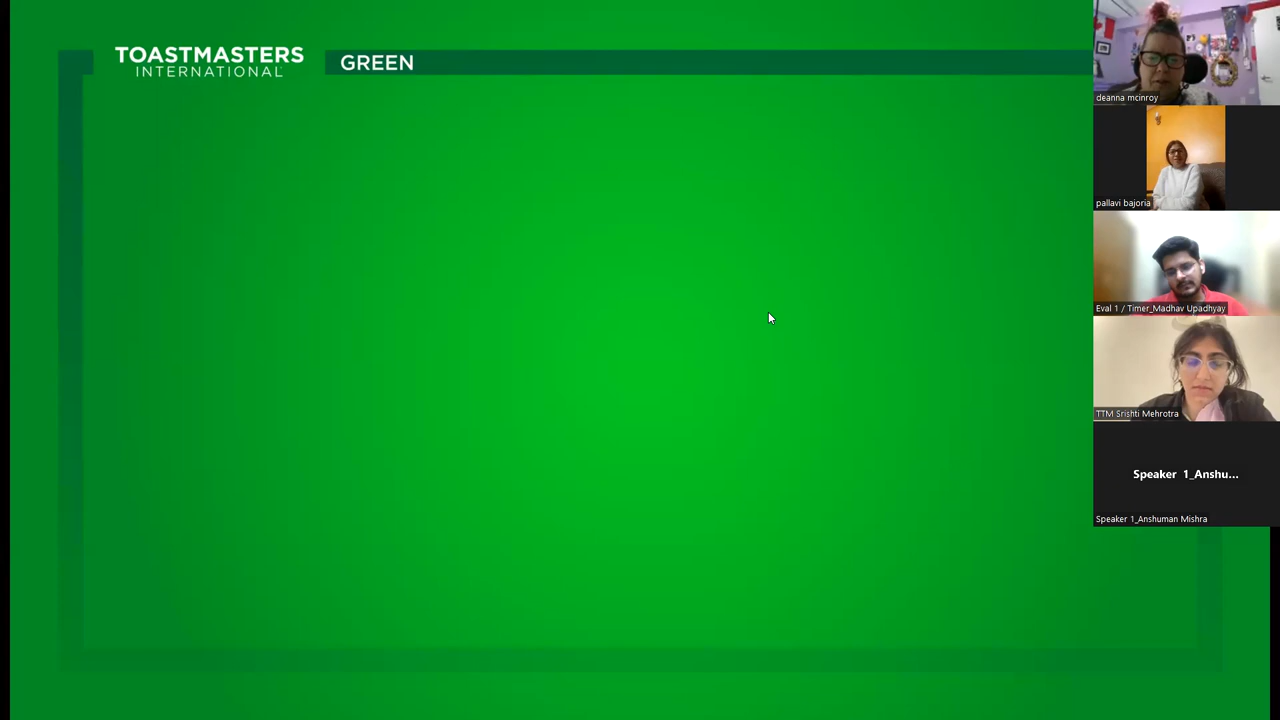 TOASTMASTERS
INTERNATIONAL
GREEN
deanna mcinroy
pallavi bajoria
Eval 1 / Timer_Madhav Upadhyay
TTM Srishti Mehrotra
Speaker 1_Anshu...
Speaker 1_Anshuman Mishra